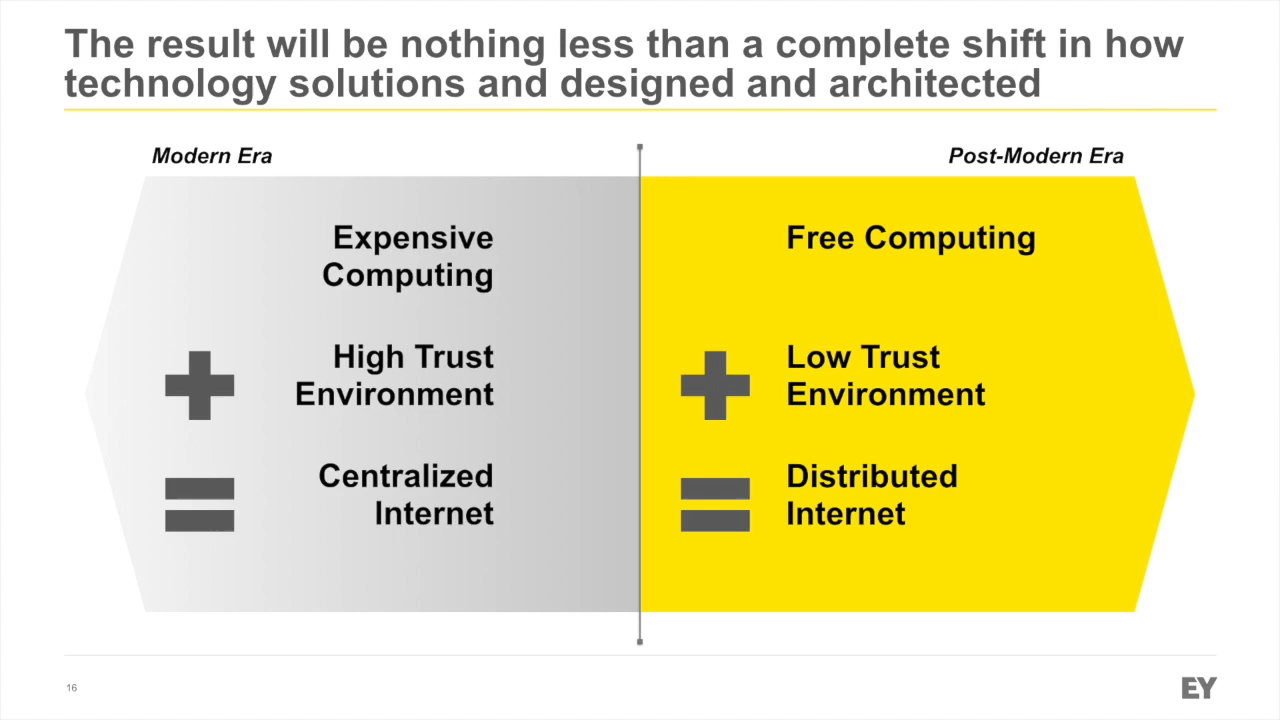 The result will be nothing less than a complete shift in how
technology solutions and designed and architected
Modern Era
Expensive
Computing
High Trust
Environment
Centralized
Internet
Post-Modern Era
Free Computing
Low Trust
Environment
Distributed
Internet
16
EY